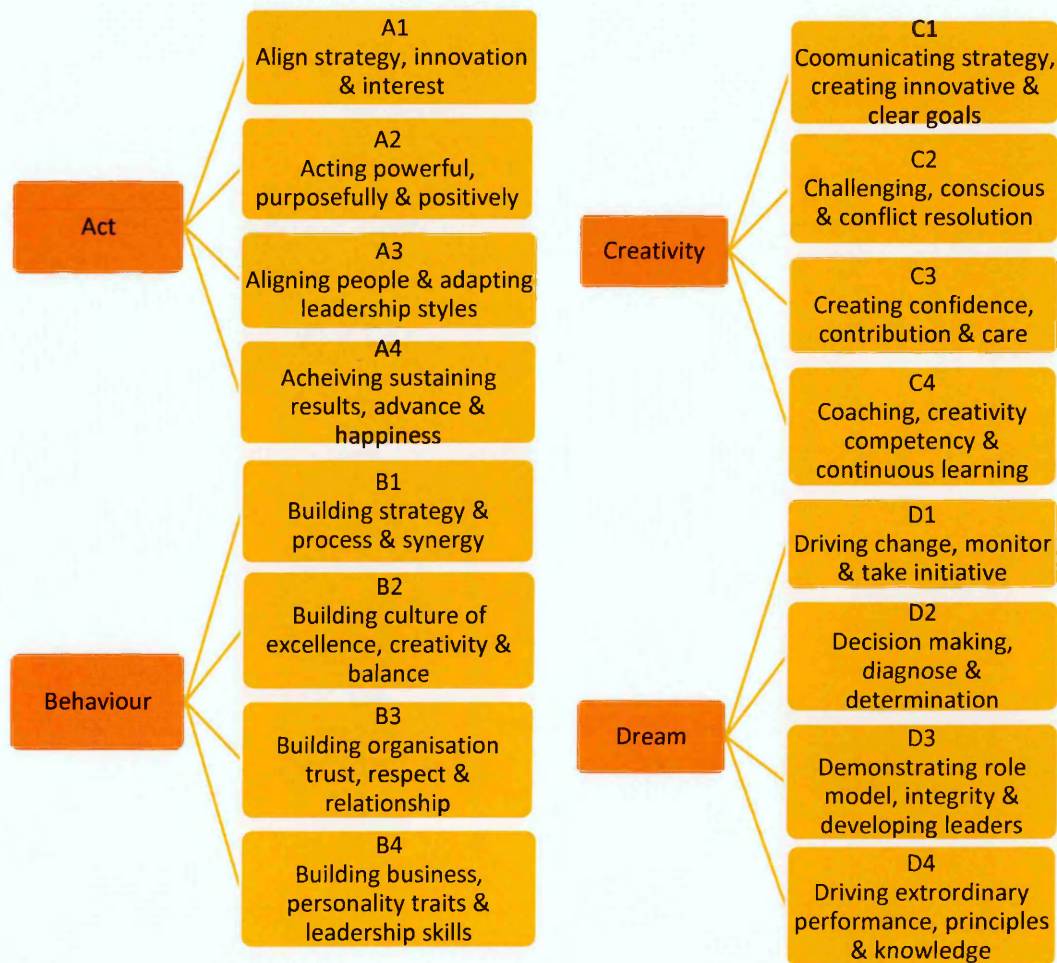 Act
A1
Align strategy, innovation
& interest
A2
Acting powerful,
purposefully & positively
A3
Aligning people & adapting
leadership styles
A4
Acheiving sustaining
results, advance &
happiness
Behaviour
B1
Building strategy &
process & synergy
B2
Building culture of
excellence, creativity &
balance
B3
Building organisation
trust, respect &
relationship
B4
Building business,
personality traits &
leadership skills
Creativity
C1
Coomunicating strategy,
creating innovative &
clear goals
C2
Challenging, conscious
& conflict resolution
C3
Creating confidence,
contribution & care
C4
Coaching, creativity
competency &
continuous learning
Dream
D1
Driving change, monitor
& take initiative
D2
Decision making,
diagnose &
determination
D3
Demonstrating role
model, integrity &
developing leaders
D4
Driving extrordinary
performance, principles
& knowledge